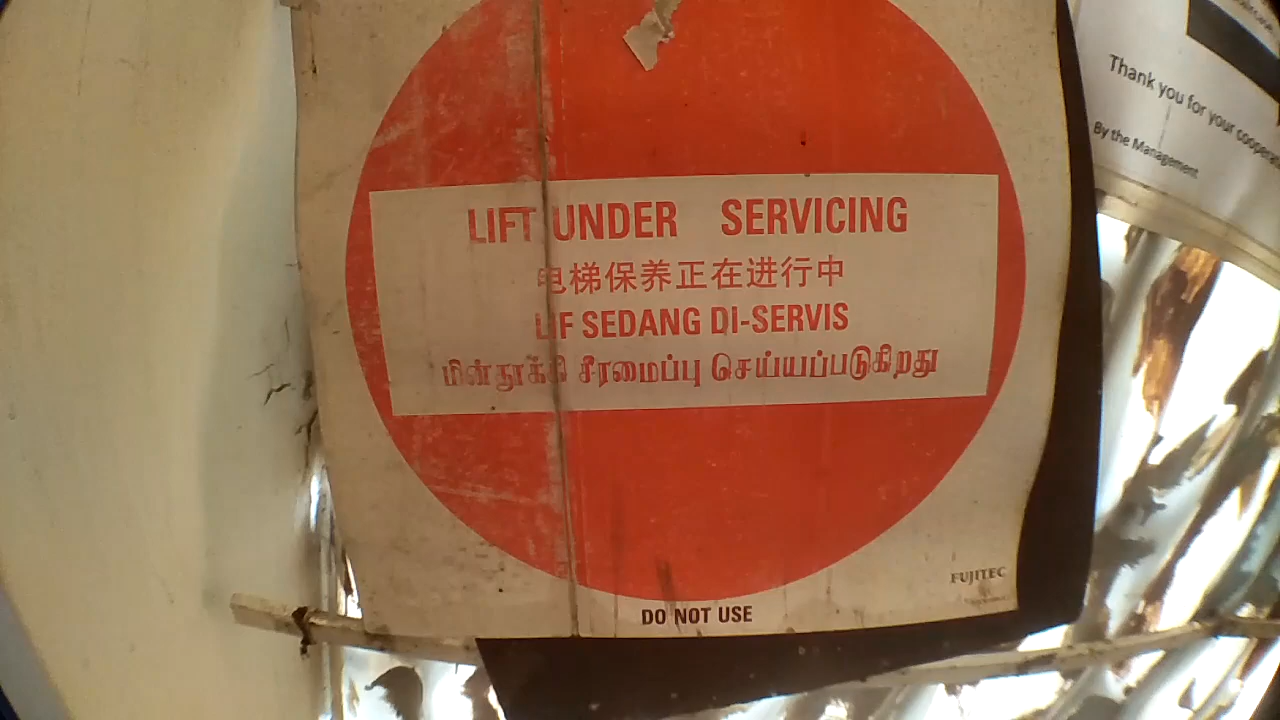 LIFT UNDER SERVICING
电梯保养正在进行中
LIF SEDANG DI-SERVIS
மின்தூக்கி சீரமைப்பு செய்யப்படுகிறது
DO NOT USE
FUJITEC
Thank you for your
By the Management